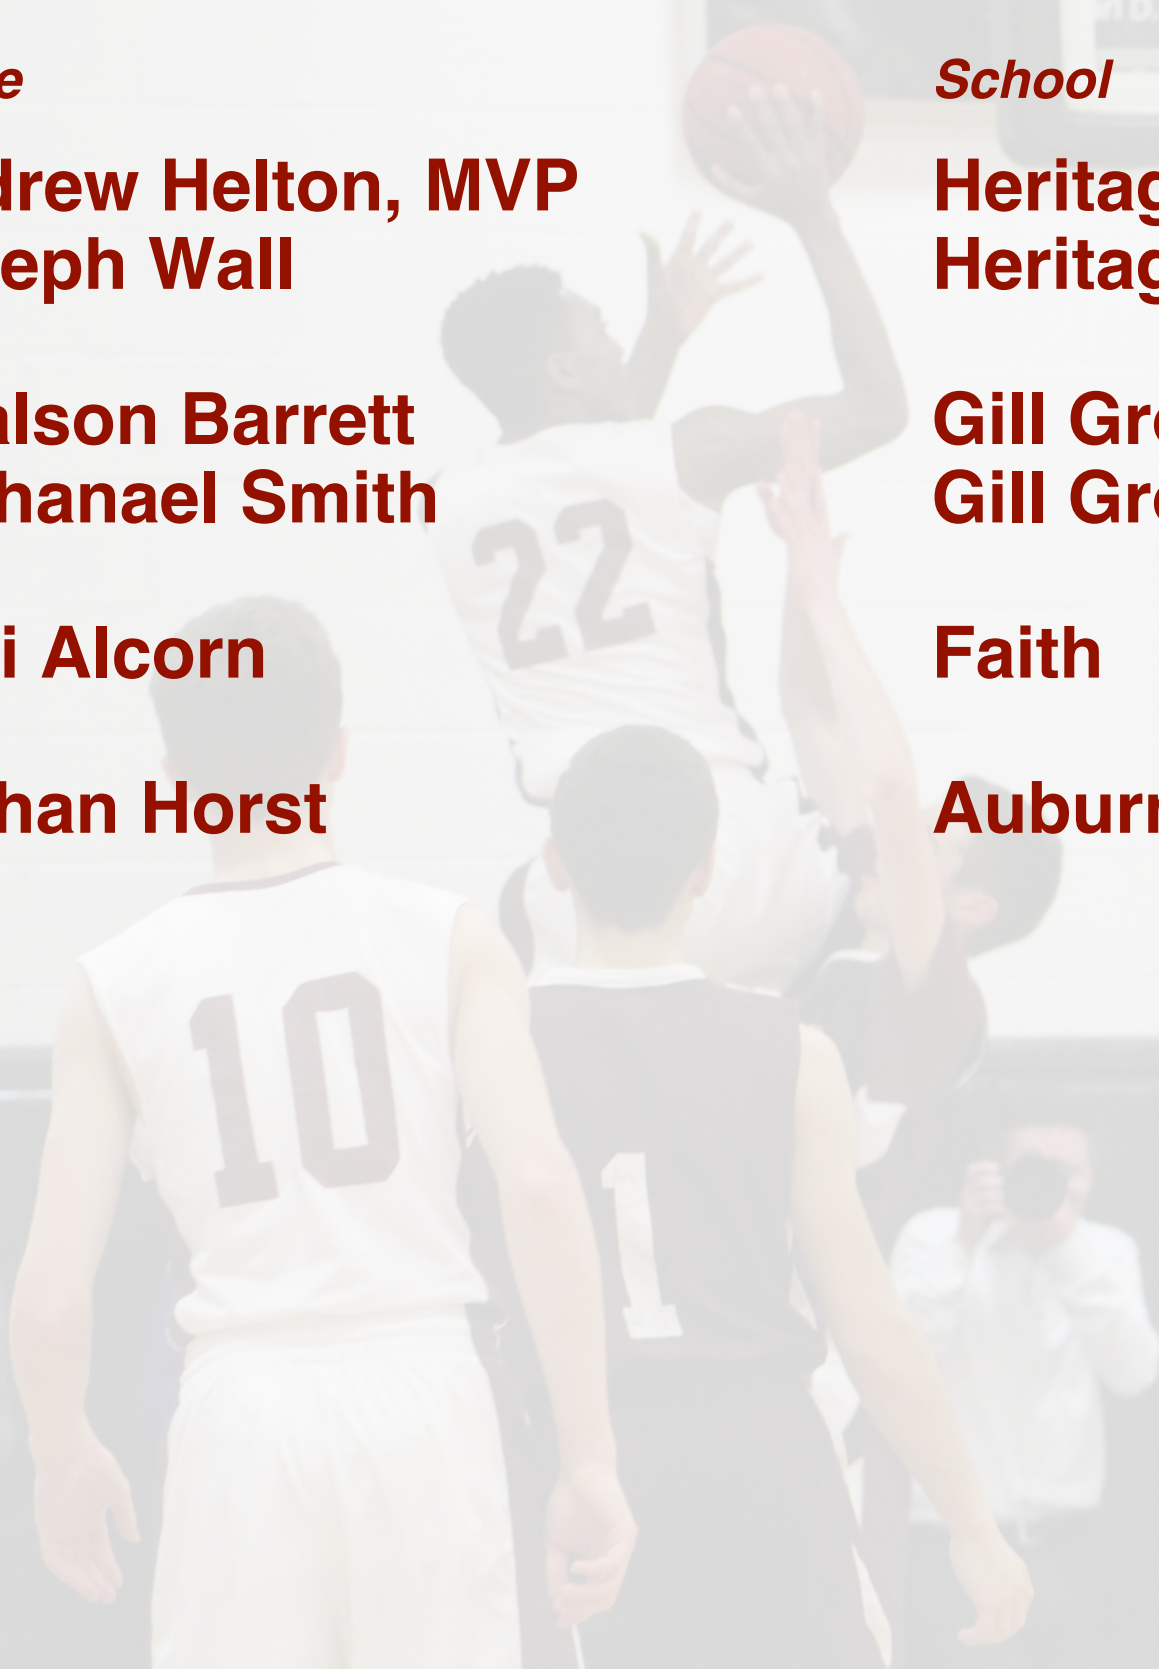 e School
drew Helton, MVP Heritag
eph Wall Heritag
alson Barrett Gill Gr
hanael Smith Gill Gr
i Alcorn Faith
han Horst Auburn
22
10
1